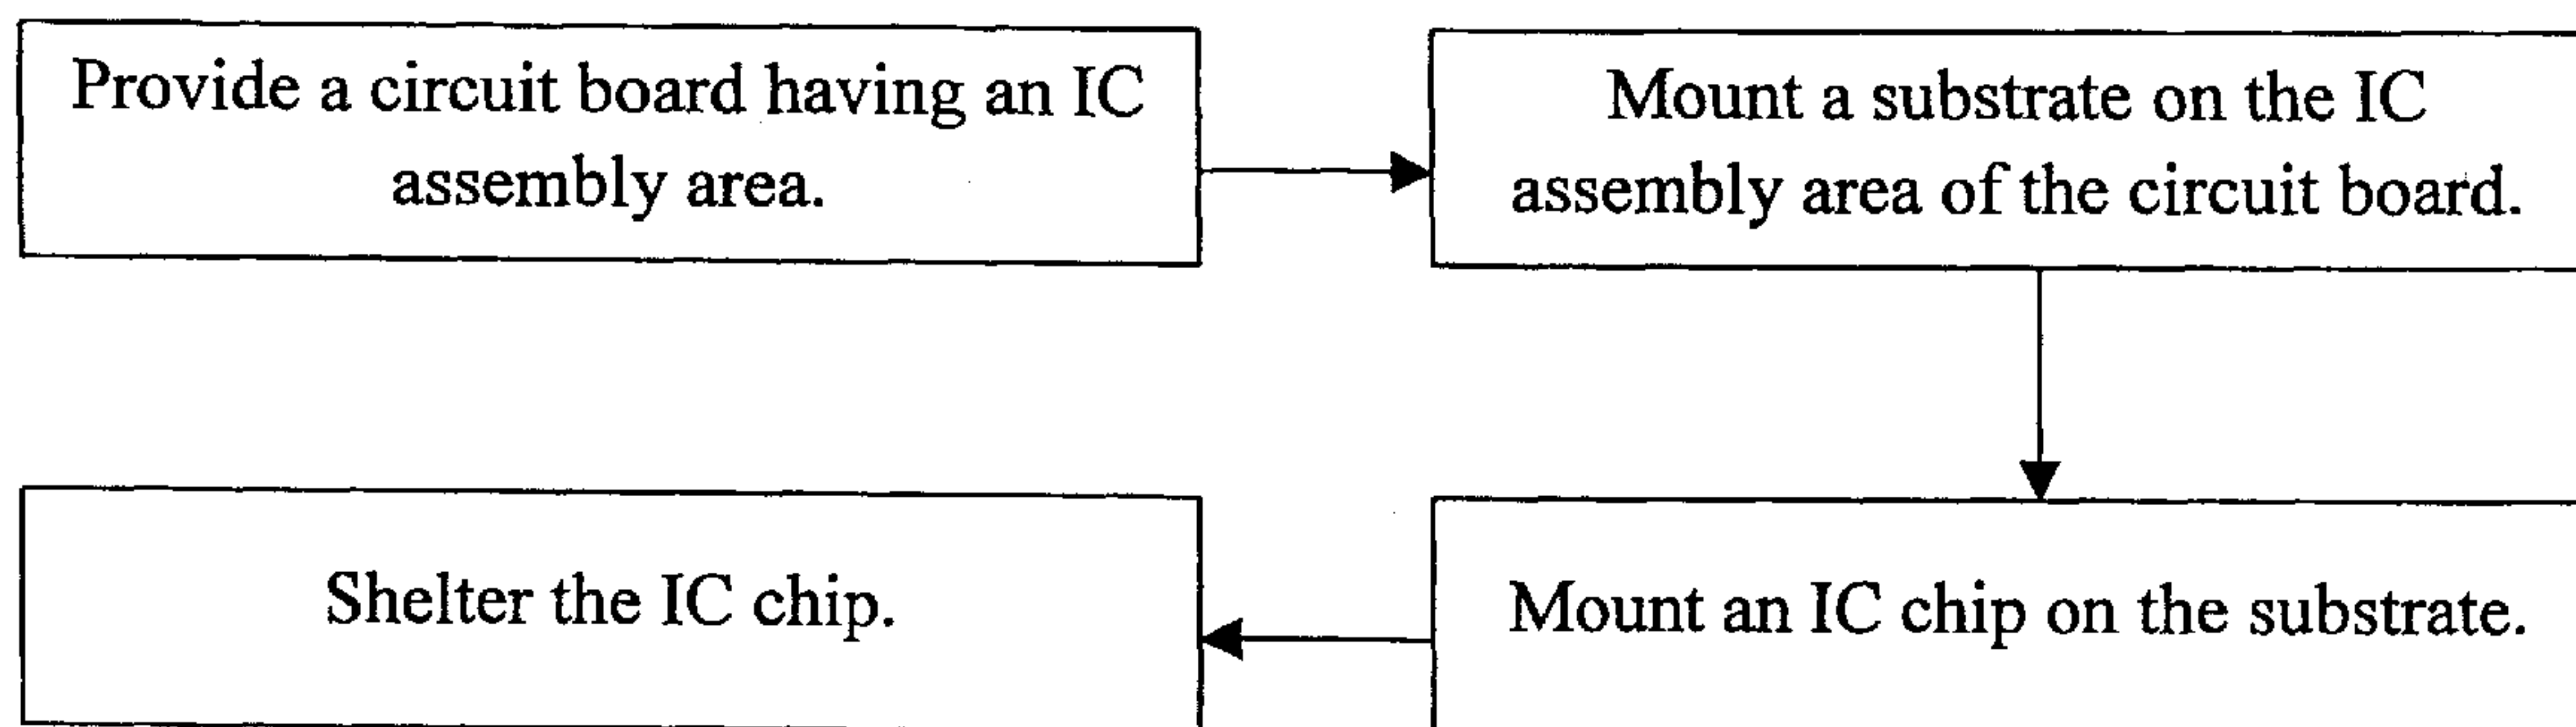 Provide a circuit board having an IC
assembly area.
Mount a substrate on the IC
assembly area of the circuit board.
Mount an IC chip on the substrate.
Shelter the IC chip.